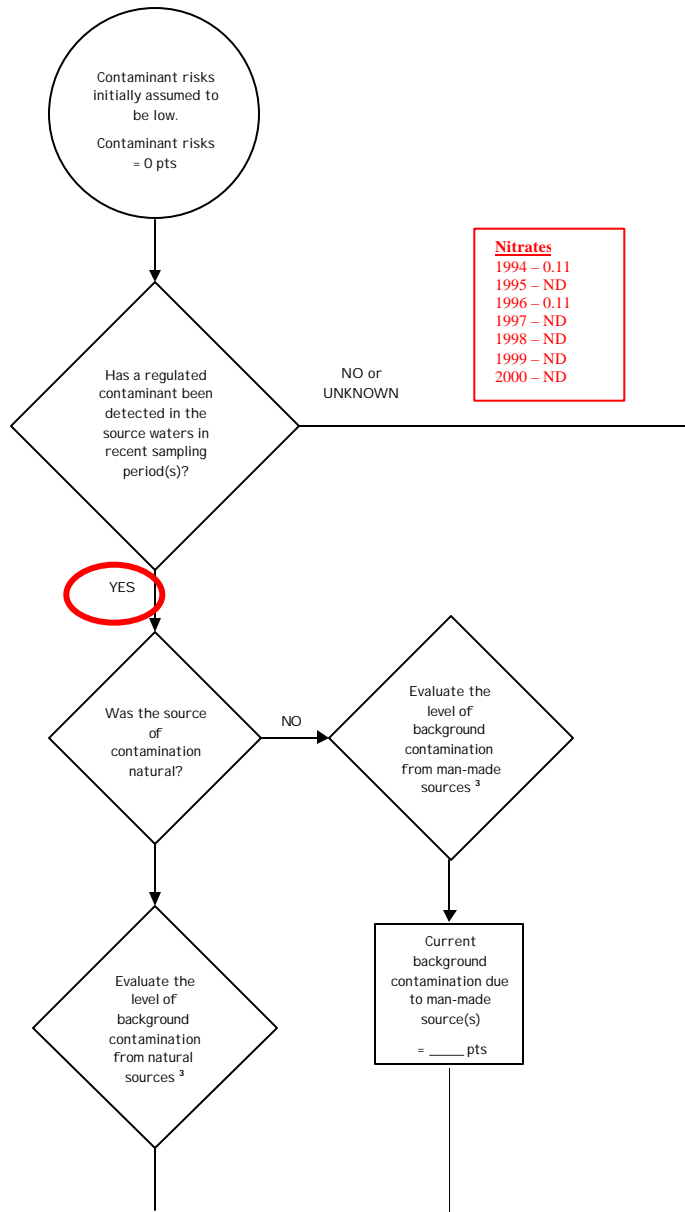 Contaminant risks
initially assumed to
be low.
Contaminant risks
= 0 pts
Nitrates
1994 – 0.11
1995 – ND
1996 – 0.11
1997 – ND
1998 – ND
1999 – ND
2000 – ND
Has a regulated
contaminant been
detected in the
source waters in
recent sampling
period(s)?
NO or
UNKNOWN
YES
Was the source
of
contamination
natural?
NO
Evaluate the
level of
background
contamination
from man-made
sources ³
Evaluate the
level of
background
contamination
from natural
sources ³
Current
background
contamination due
to man-made
source(s)
= _____ pts